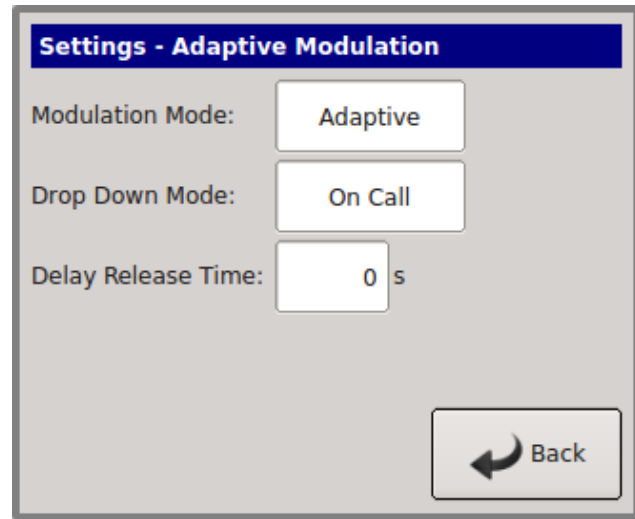 Settings - Adaptive Modulation
Modulation Mode: Adaptive
Drop Down Mode: On Call
Delay Release Time: 0 s
Back